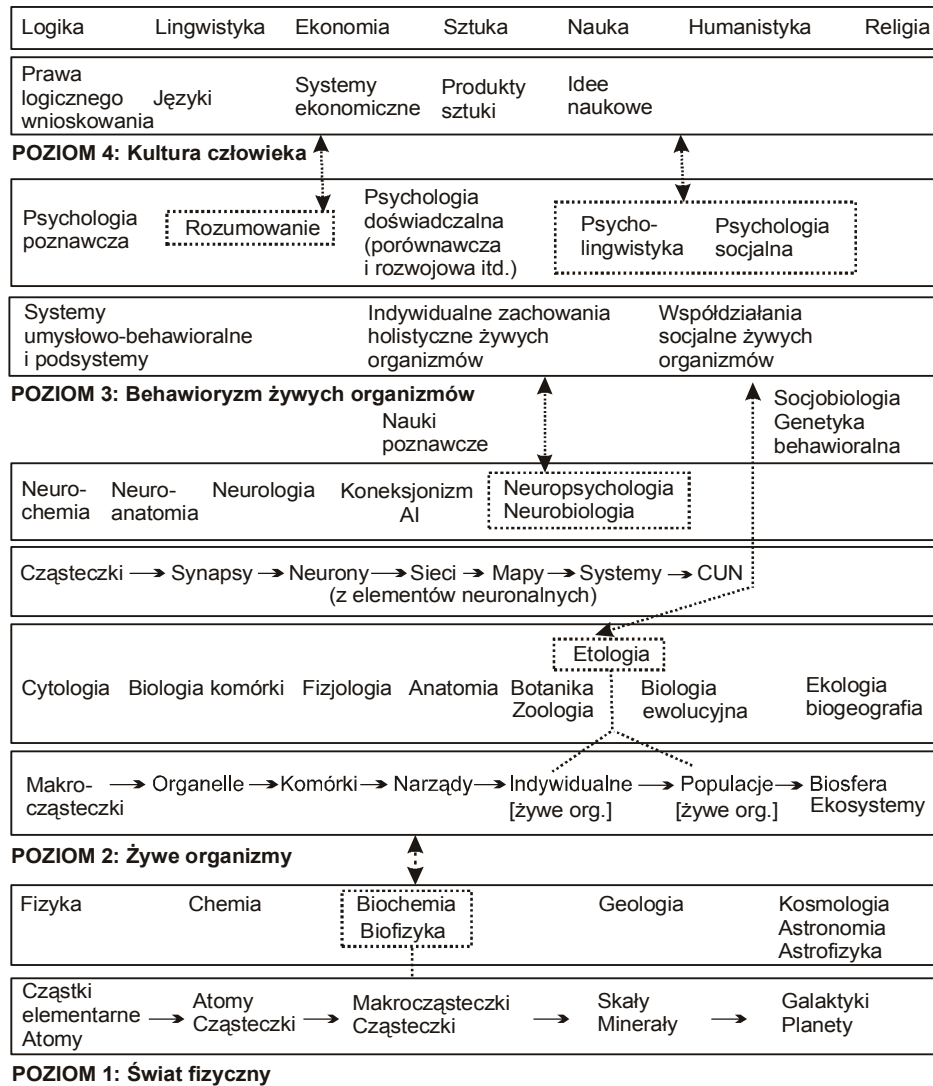 Logika Lingwistyka Ekonomia Sztuka Nauka Humanistyka Religia
Prawa
logicznego
wnioskowania
Języki
Systemy
ekonomiczne
Produkty
sztuki
Idee
naukowe
POZIOM 4: Kultura człowieka
Psychologia
poznawcza
Rozumowanie
Psychologia
doświadczalna
(porównawcza
i rozwojowa itd.)
Psycho-
lingwistyka
Psychologia
socjalna
Systemy
umysłowo-behawioralne
i podsystemy
Indywidualne zachowania
holistyczne żywych
organizmów
Współdziałania
socjalne żywych
organizmów
POZIOM 3: Behawioryzm żywych organizmów
Nauki
poznawcze
Socjobiologia
Genetyka
behawioralna
Neuro-
chemia
Neuro-
anatomia
Neurologia
Koneksjonizm
AI
Neuropsychologia
Neurobiologia
Cząsteczki → Synapsy → Neurony → Sieci → Mapy → Systemy → CUN
(z elementów neuronalnych)
Etologia
Cytologia Biologia komórki Fizjologia Anatomia
Botanika
Zoologia
Biologia
ewolucyjna
Ekologia
biogeografia
Makro-
cząsteczki
→ Organelle → Komórki → Narządy →
Indywidualne
[żywe org.]
→ Populacje
[żywe org.]
→ Biosfera
Ekosystemy
POZIOM 2: Żywe organizmy
Fizyka Chemia
Biochemia
Biofizyka
Geologia
Kosmologia
Astronomia
Astrofizyka
Cząstki
elementarne
Atomy
→ Atomy
Cząsteczki
→ Makrocząsteczki
Cząsteczki
→ Skały
Minerały
→ Galaktyki
Planety
POZIOM 1: Świat fizyczny